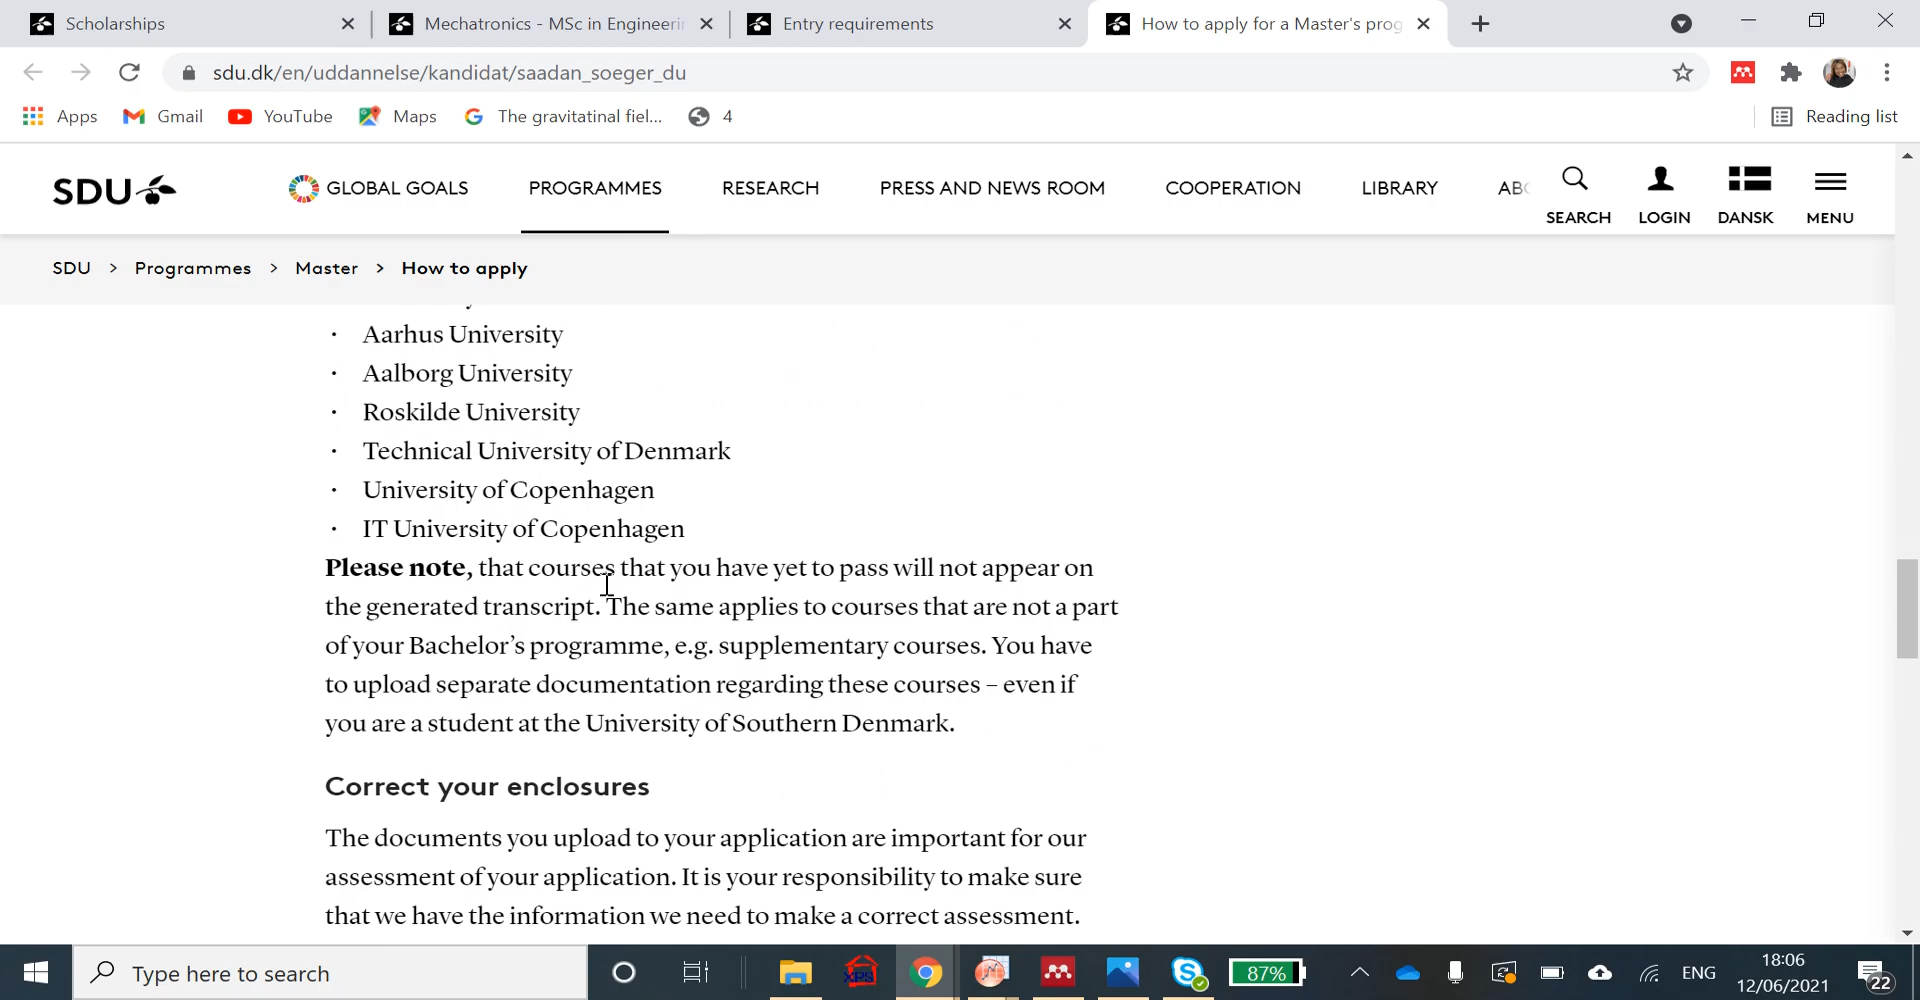 Scholarships
Mechatronics - MSc in Engineerin
Entry requirements
How to apply for a Master's prog
sdu.dk/en/uddannelse/kandidat/saadan_soeger_du
Apps Gmail YouTube Maps The gravitatinal fiel... 4 Reading list
SDU GLOBAL GOALS PROGRAMMES RESEARCH PRESS AND NEWS ROOM COOPERATION LIBRARY ABO SEARCH LOGIN DANSK MENU
SDU > Programmes > Master > How to apply
· Aarhus University
· Aalborg University
· Roskilde University
· Technical University of Denmark
· University of Copenhagen
· IT University of Copenhagen
Please note, that courses that you have yet to pass will not appear on
the generated transcript. The same applies to courses that are not a part
of your Bachelor’s programme, e.g. supplementary courses. You have
to upload separate documentation regarding these courses – even if
you are a student at the University of Southern Denmark.
Correct your enclosures
The documents you upload to your application are important for our
assessment of your application. It is your responsibility to make sure
that we have the information we need to make a correct assessment.
Type here to search
XPS
87%
ENG
18:06
12/06/2021
22